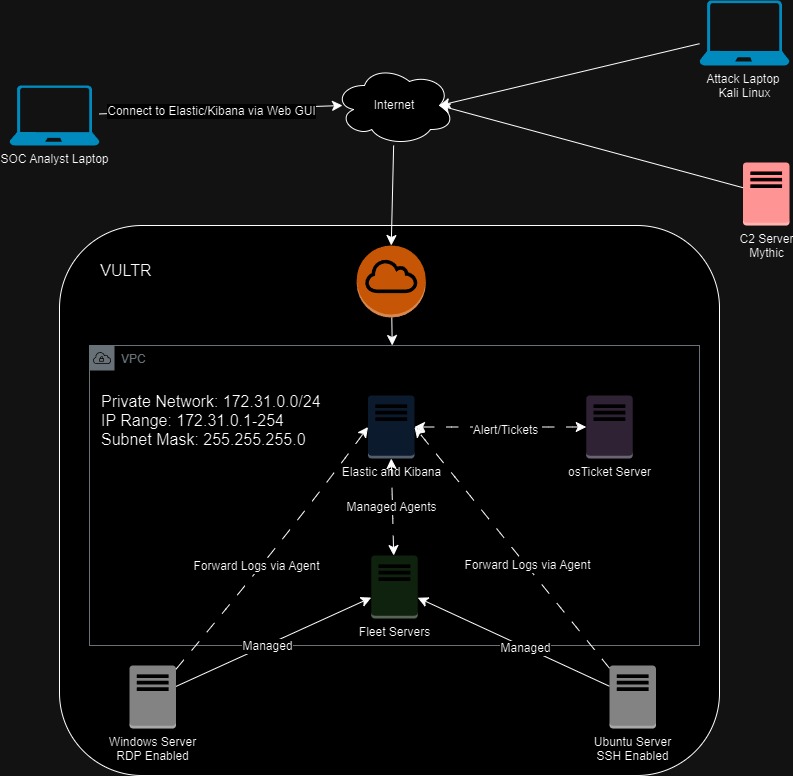 Attack Laptop
Kali Linux
Internet
Connect to Elastic/Kibana via Web GUI
SOC Analyst Laptop
C2 Server
Mythic
VULTR
VPC
Private Network: 172.31.0.0/24
IP Range: 172.31.0.1-254
Subnet Mask: 255.255.255.0
Alert/Tickets
Elastic and Kibana
osTicket Server
Managed Agents
Forward Logs via Agent
Forward Logs via Agent
Fleet Servers
Managed
Managed
Windows Server
RDP Enabled
Ubuntu Server
SSH Enabled